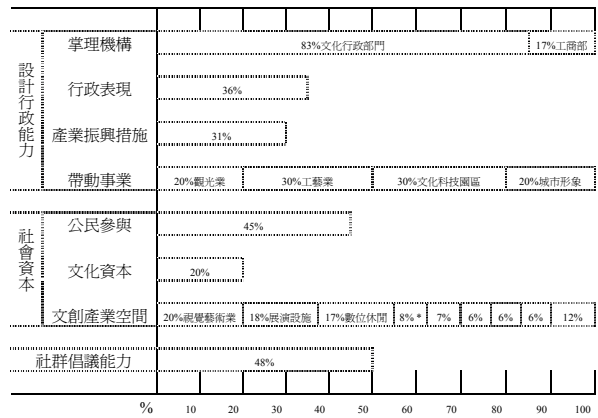 設計行政能力
掌理機構 83%文化行政部門 17%工商部
行政表現 36%
產業振興措施 31%
帶動事業 20%觀光業 30%工藝業 30%文化科技園區 20%城市形象
社會資本
公民參與 45%
文化資本 20%
文創產業空間 20%視覺藝術業 18%展演設施 17%數位休閒 8%* 7% 6% 6% 6% 12%
社群倡議能力 48%
% 10 20 30 40 50 60 70 80 90 100